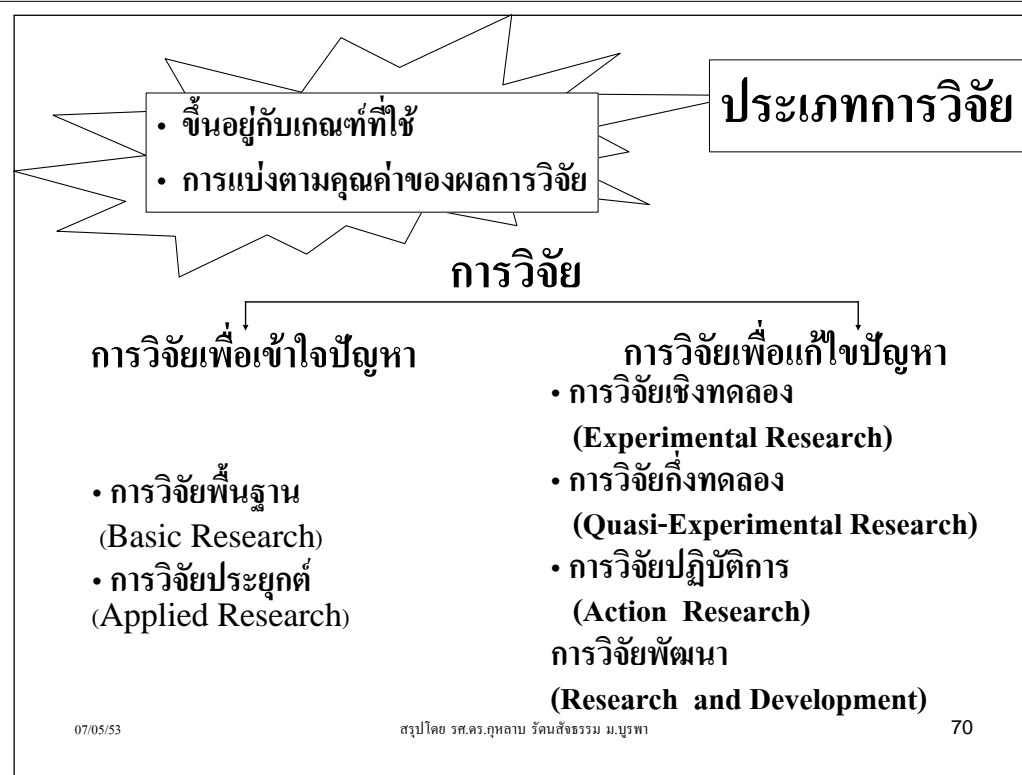 ประเภทการวิจัย
• ขึ้นอยู่กับเกณฑ์ที่ใช้
• การแบ่งตามคุณค่าของผลการวิจัย
การวิจัย
การวิจัยเพื่อเข้าใจปัญหา
• การวิจัยพื้นฐาน
(Basic Research)
• การวิจัยประยุกต์
(Applied Research)
การวิจัยเพื่อแก้ไขปัญหา
• การวิจัยเชิงทดลอง
(Experimental Research)
• การวิจัยกึ่งทดลอง
(Quasi-Experimental Research)
• การวิจัยปฏิบัติการ
(Action Research)
การวิจัยพัฒนา
(Research and Development)
07/05/53
สรุปโดย รศ.ดร.กุหลาบ รัตนสัจธรรม ม.บูรพา
70